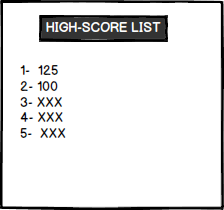 HIGH-SCORE LIST
1- 125
2- 100
3- XXX
4- XXX
5- XXX